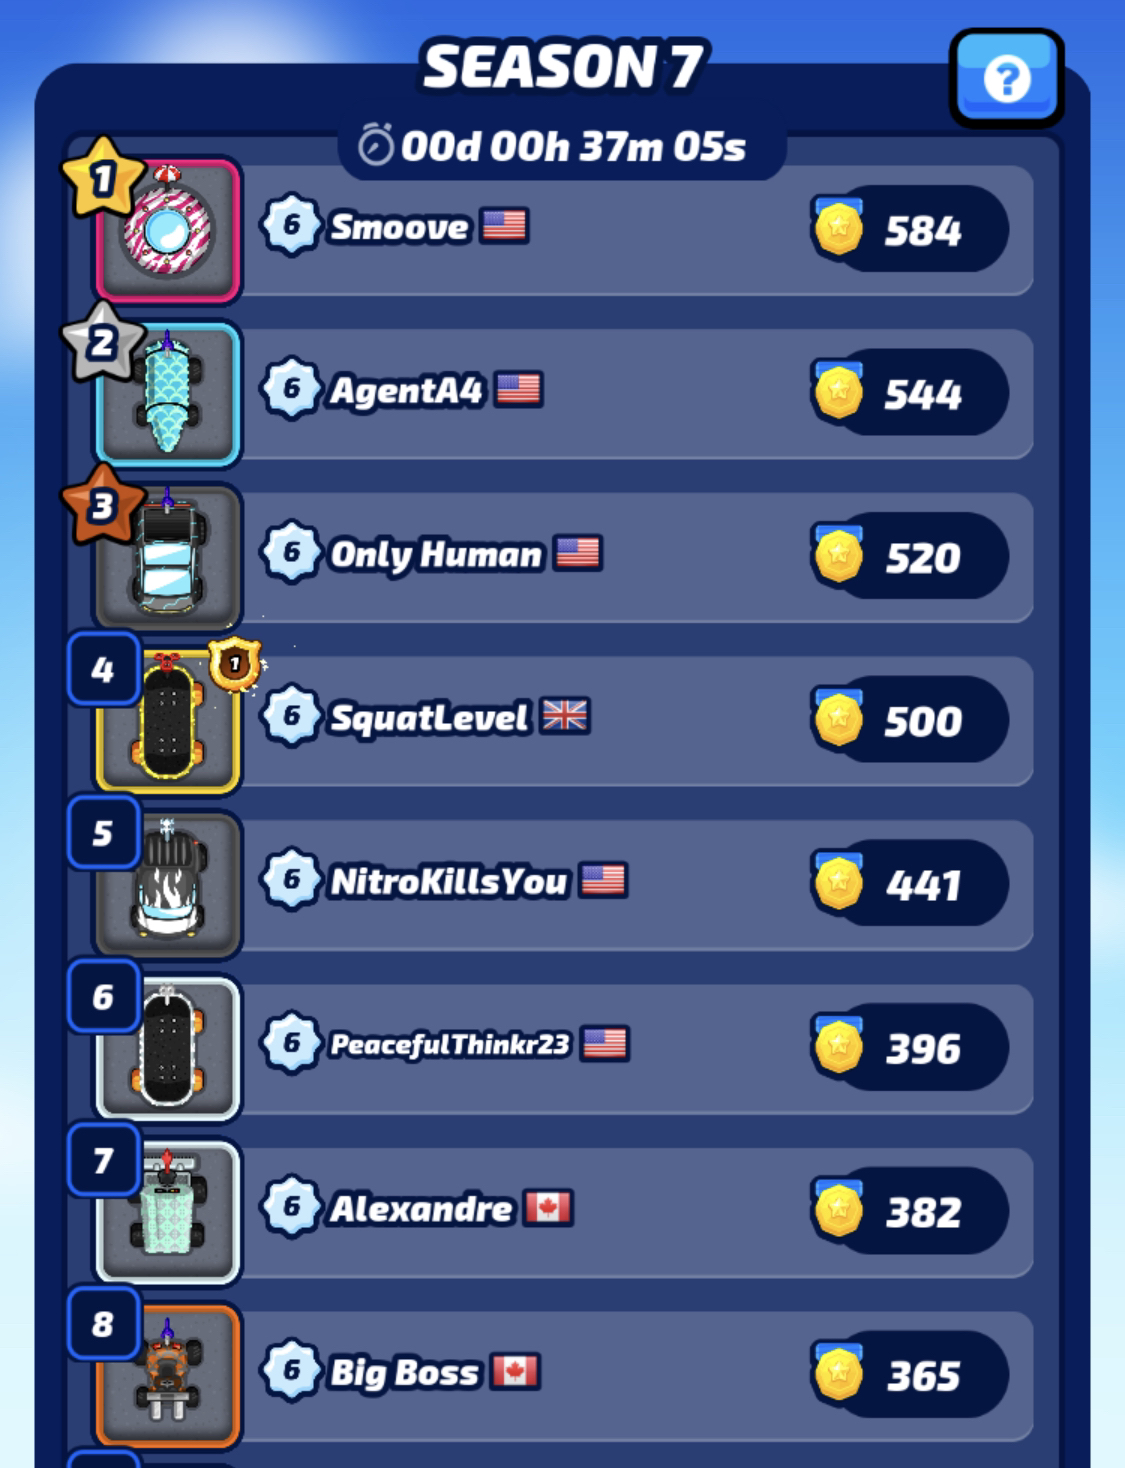 SEASON 7
?
00d 00h 37m 05s
1
6 Smoove 584
2
6 AgentA4 544
3
6 Only Human 520
4
1
6 SquatLevel 500
5
6 NitroKillsYou 441
6
6 PeacefulThinkr23 396
7
6 Alexandre 382
8
6 Big Boss 365